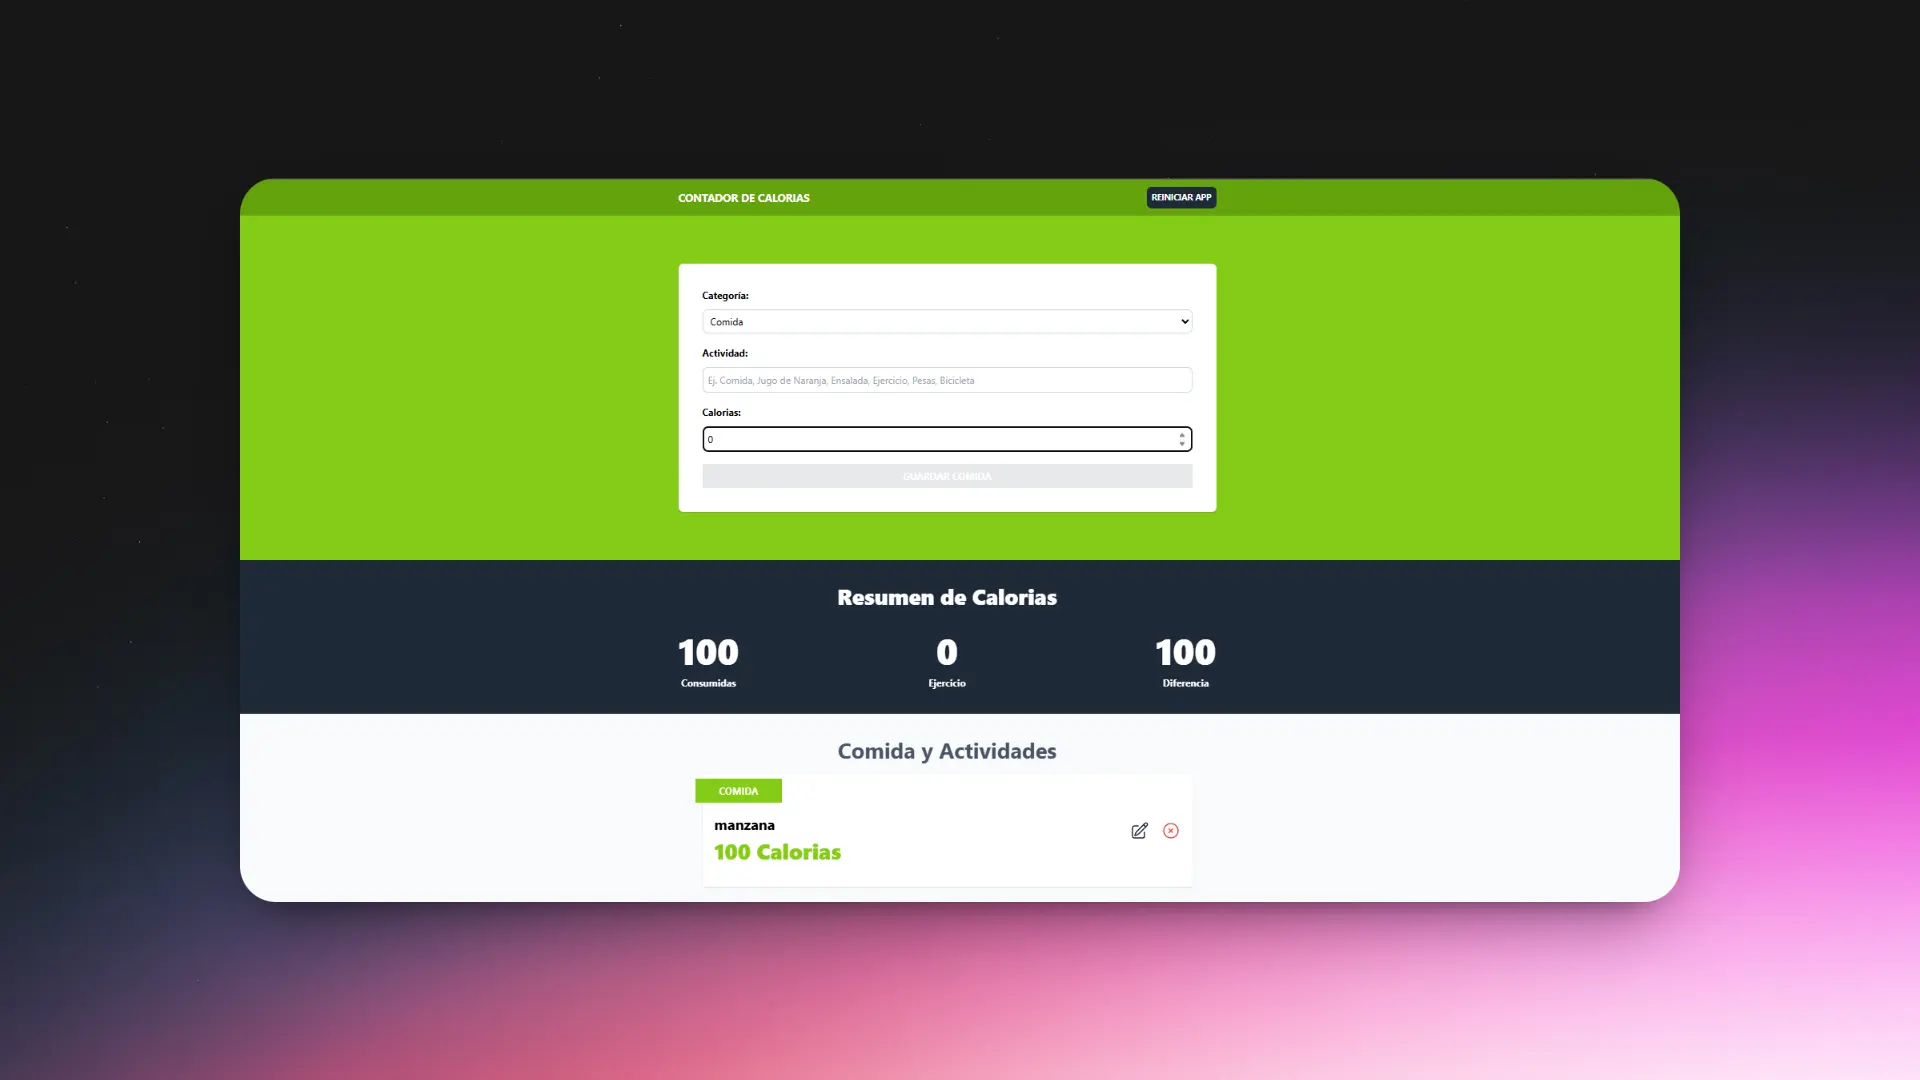 CONTADOR DE CALORIAS
REINICIAR APP
Categoría:
Comida
Actividad:
Ej. Comida, Jugo de Naranja, Ensalada, Ejercicio, Pesas, Bicicleta
Calorias:
0
GUARDAR COMIDA
Resumen de Calorias
100 0 100
Consumidas Ejercicio Diferencia
Comida y Actividades
COMIDA
manzana
100 Calorias